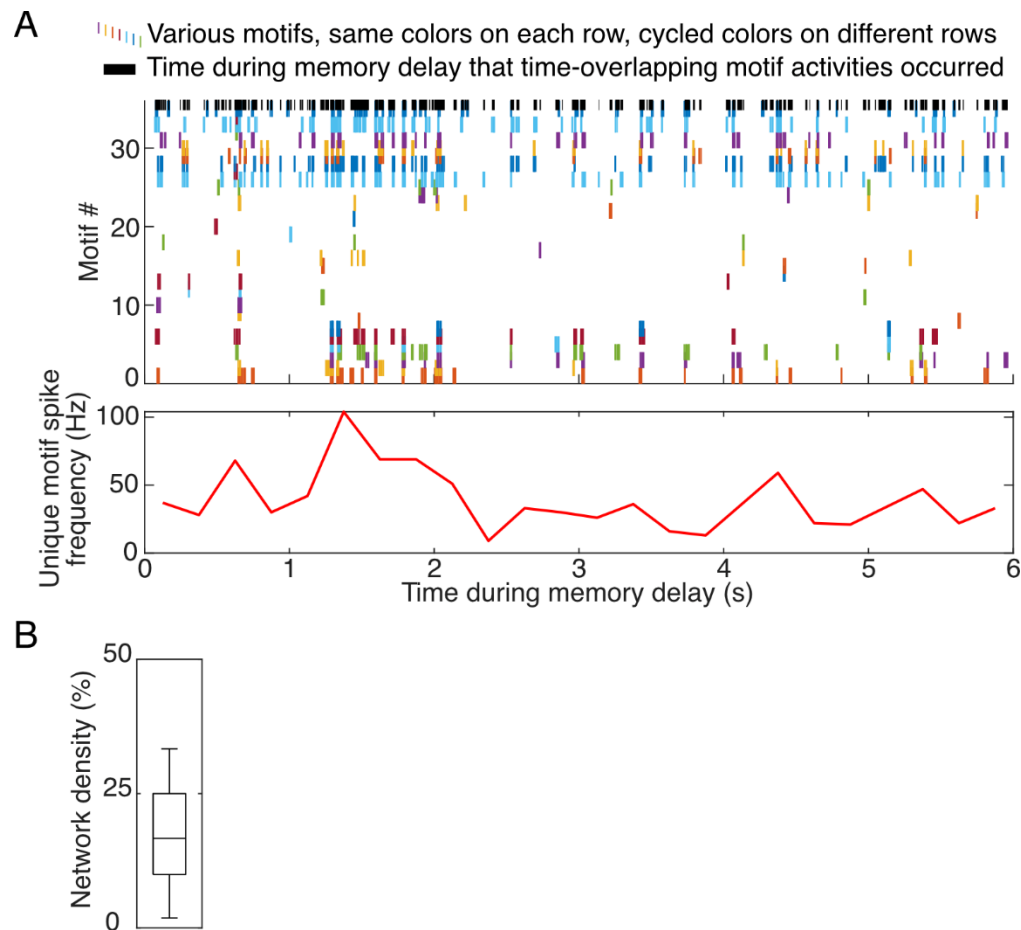 A
Various motifs, same colors on each row, cycled colors on different rows
Time during memory delay that time-overlapping motif activities occurred
Motif #
30
20
10
0
Unique motif spike
frequency (Hz)
100
50
0
0 1 2 3 4 5 6
Time during memory delay (s)
B
Network density (%)
50
25
0